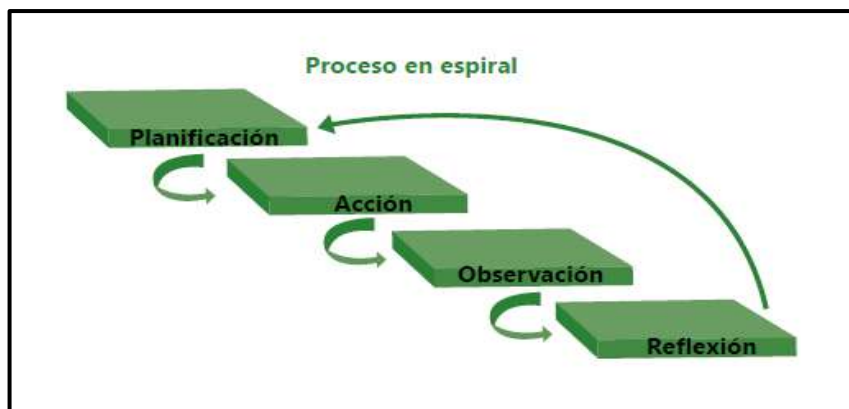 Proceso en espiral
Planificación
Acción
Observación
Reflexión